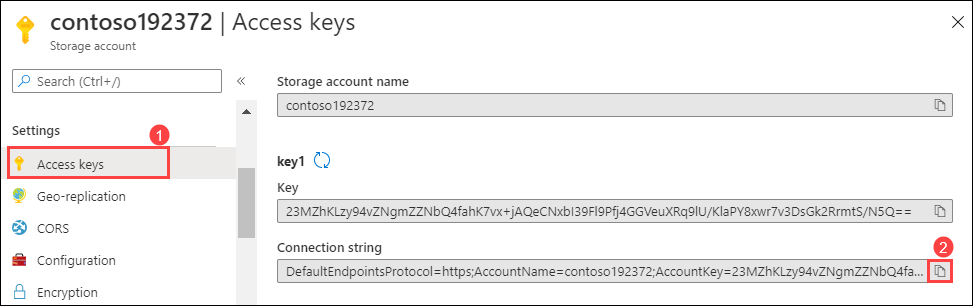 contoso192372 | Access keys
Storage account
Search (Ctrl+/)
«
Settings
1
Access keys
Geo-replication
CORS
Configuration
Encryption
Storage account name
contoso192372
key1
Key
23MZhKLzy94vZNgmZZNbQ4fahK7vx+jAQeCNxbI39Fl9Pfj4GGVeuXRq9lU/KlaPY8xwr7v3DsGk2RrmtS/N5Q==
Connection string
2
DefaultEndpointsProtocol=https;AccountName=contoso192372;AccountKey=23MZhKLzy94vZNgmZZNbQ4fa...